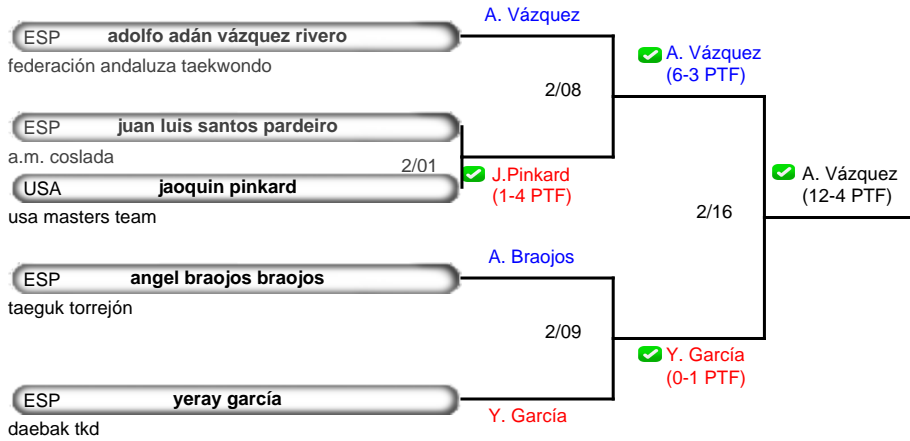 A. Vázquez
ESP adolfo adán vázquez rivero
federación andaluza taekwondo
A. Vázquez
(6-3 PTF)
2/08
ESP juan luis santos pardeiro
a.m. coslada
2/01
USA jaoquin pinkard
usa masters team
J.Pinkard
(1-4 PTF)
A. Vázquez
(12-4 PTF)
2/16
A. Braojos
ESP angel braojos braojos
taeguk torrejón
2/09
Y. García
(0-1 PTF)
ESP yeray garcía
daebak tkd
Y. García